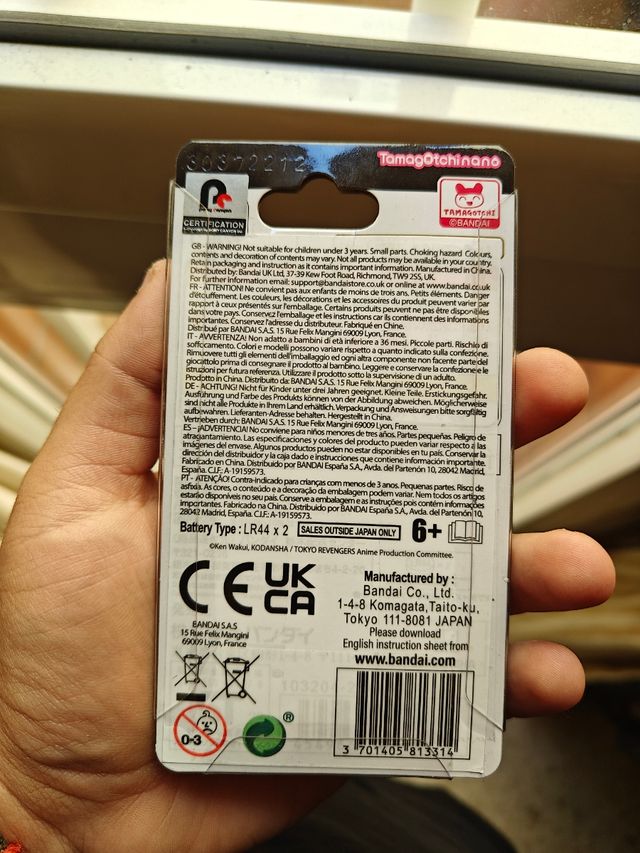 30372212
TamagOtchi nano
CERTIFICATION
TAMAGOTCHI
©BANDAI
GB - WARNING! Not suitable for children under 3 years. Small parts. Choking hazard. Colours,
contents and decoration of contents may vary. Not all products may be available in your country.
Retain packaging and instruction as it contains important information. Manufactured in China.
Distributed by: Bandai UK Ltd, 37-39 Kew Foot Road, Richmond, TW9 2SS, UK.
For further information email: support@bandaistore.co.uk or online at www.bandai.co.uk
FR - ATTENTION! Ne convient pas aux enfants de moins de trois ans. Petits éléments. Danger
d'étouffement. Les couleurs, les décorations et les accessoires du produit peuvent varier par
rapport à ceux présentés sur l'emballage. Certains produits peuvent ne pas être disponibles
dans votre pays. Conservez l'emballage et les instructions car ils contiennent des informations
importantes. Conservez l'adresse du distributeur. Fabriqué en Chine.
Distribué par BANDAI S.A.S. 15 Rue Felix Mangini 69009 Lyon, France.
IT - AVVERTENZA! Non adatto a bambini di età inferiore a 36 mesi. Piccole parti. Rischio di
soffocamento. Colori e modelli possono variare rispetto a quanto indicato sulla confezione.
Rimuovere tutti gli elementi d'imballaggio ed ogni altra componente non facente parte del
giocattolo prima di consegnare il prodotto al bambino. Leggere e conservare la confezione e le
istruzioni per futura referenza. Utilizzare il prodotto sotto la supervisione di un adulto.
Prodotto in China. Distribuito da: BANDAI S.A.S. 15 Rue Felix Mangini 69009 Lyon, France.
DE - ACHTUNG! Nicht für Kinder unter drei Jahren geeignet. Kleine Teile. Erstickungsgefahr.
Ausführung und Farbe des Produkts können von der Abbildung abweichen. Möglicherweise
sind nicht alle Produkte in Ihrem Land erhältlich. Verpackung und Anweisungen bitte sorgfältig
aufbewahren. Lieferanten-Adresse behalten. Hergestellt in China.
Vertrieben durch: BANDAI S.A.S. 15 Rue Felix Mangini 69009 Lyon, France.
ES - ¡ADVERTENCIA! No conviene para niños menores de tres años. Partes pequeñas. Peligro de
atragantamiento. Las especificaciones y colores del producto pueden variar respecto a las
imágenes del envase. Algunos productos pueden no estar disponibles en tu país. Conservar la
dirección del distribuidor y la caja dado e instrucciones que contiene información importante.
Fabricado en China. Distribuido por BANDAI España S.A., Avda. del Partenón 10, 28042 Madrid,
España. C.I.F.: A-19159573.
PT - ATENÇÃO! Contra-indicado para crianças com menos de 3 anos. Pequenas partes. Risco de
asfixia. As cores, o conteúdo e a decoração da embalagem podem variar. Nem todos os artigos
estarão disponíveis no seu país. Conserve a embalagem e as instruções pois contém informações
importantes. Fabricado na China. Distribuido por BANDAI España S.A., Avda. del Partenón 10,
28042 Madrid, España. C.I.F.: A-19159573.
Battery Type : LR44 x 2
SALES OUTSIDE JAPAN ONLY
6+
©Ken Wakui, KODANSHA / TOKYO REVENGERS Anime Production Committee.
CE UK
CA
BANDAI S.A.S
15 Rue Felix Mangini
69009 Lyon, France
Manufactured by :
Bandai Co., Ltd.
1-4-8 Komagata,Taito-ku,
Tokyo 111-8081 JAPAN
Please download
English instruction sheet from
www.bandai.com
0-3
®
3 701405 813314